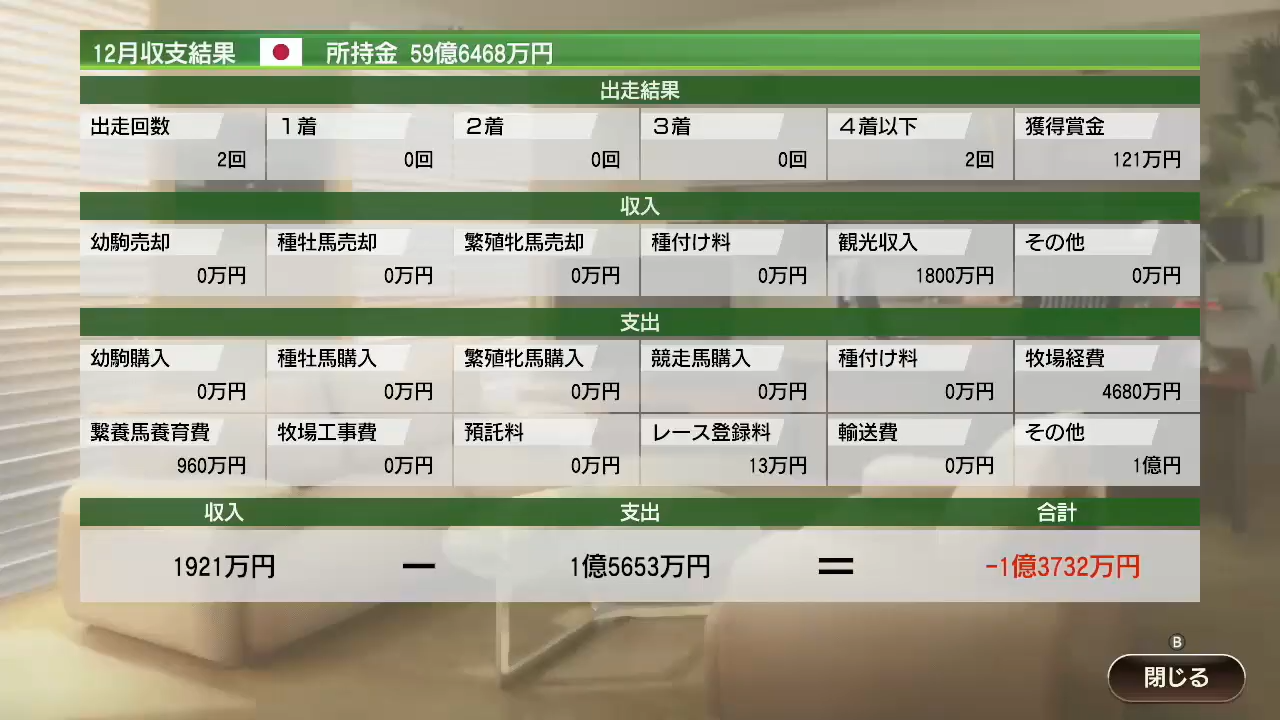 12月収支結果 所持金 59億6468万円
出走結果
出走回数 1着 2着 3着 4着以下 獲得賞金
2回 0回 0回 0回 2回 121万円
収入
幼駒売却 種牡馬売却 繁殖牝馬売却 種付け料 観光収入 その他
0万円 0万円 0万円 0万円 1800万円 0万円
支出
幼駒購入 種牡馬購入 繁殖牝馬購入 競走馬購入 種付け料 牧場経費
0万円 0万円 0万円 0万円 0万円 4680万円
繋養馬養育費 牧場工事費 預託料 レース登録料 輸送費 その他
960万円 0万円 0万円 13万円 0万円 1億円
収入 支出 合計
1921万円 － 1億5653万円 ＝ -1億3732万円
B
閉じる